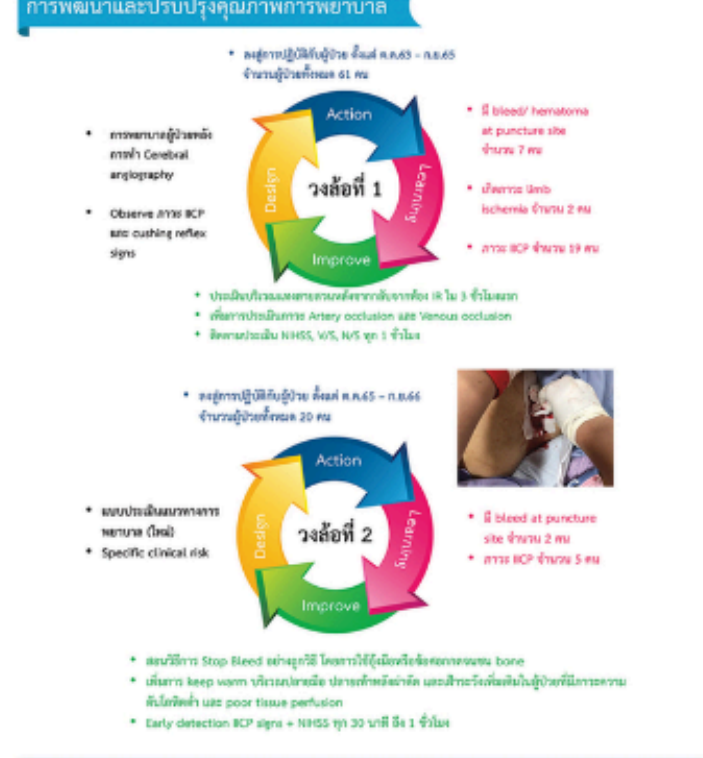 การพัฒนาและปรับปรุงคุณภาพการพยาบาล
• ลงสู่การปฏิบัติกับผู้ป่วย ตั้งแต่ ต.ค.63 – ก.ย.65
จำนวนผู้ป่วยทั้งหมด 61 คน
• การพยาบาลผู้ป่วยหลัง
การทำ Cerebral
angiography
• Observe ภาวะ IICP
และ cushing reflex
signs
Action
Learning
Improve
Design
วงล้อที่ 1
• มี bleed/ hematoma
at puncture site
จำนวน 7 คน
• เกิดภาวะ limb
ischemia จำนวน 2 คน
• ภาวะ IICP จำนวน 19 คน
• ประเมินบริเวณแผลสายสวนหลังจากกลับจากห้อง IR ใน 3 ชั่วโมงแรก
• เพิ่มการประเมินภาวะ Artery occlusion และ Venous occlusion
• ติดตามประเมิน NIHSS, V/S, N/S ทุก 1 ชั่วโมง
• ลงสู่การปฏิบัติกับผู้ป่วย ตั้งแต่ ต.ค.65 – ก.ย.66
จำนวนผู้ป่วยทั้งหมด 20 คน
• แบบประเมินแนวทางการ
พยาบาล (ใหม่)
• Specific clinical risk
Action
Learning
Improve
Design
วงล้อที่ 2
• มี bleed at puncture
site จำนวน 2 คน
• ภาวะ IICP จำนวน 5 คน
• สอนวิธีการ Stop Bleed อย่างถูกวิธี โดยการใช้อุ้งมือหรือข้อศอกกดจนชน bone
• เพิ่มการ keep warm บริเวณปลายมือ ปลายเท้าหลังผ่าตัด และเฝ้าระวังเพิ่มเติมในผู้ป่วยที่มีภาวะความ
ดันโลหิตต่ำ และ poor tissue perfusion
• Early detection IICP signs + NIHSS ทุก 30 นาที ถึง 1 ชั่วโมง